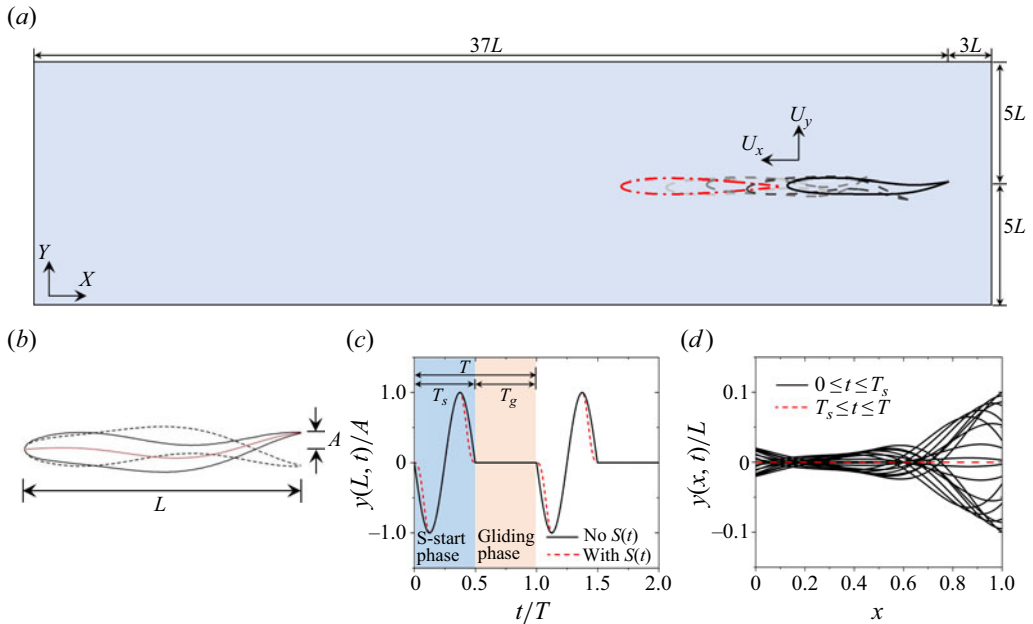 (a)
37L
3L
5L
U_y
U_x
5L
Y
X
(b)
A
L
(c)
y(L, t)/A
1.0
0
−1.0
T
T_s
T_g
S-start phase
Gliding phase
No S(t)
With S(t)
0
0.5
1.0
1.5
2.0
t/T
(d)
y(x, t)/L
0.1
0
−0.1
0 ≤ t ≤ T_s
T_s ≤ t ≤ T
0
0.2
0.4
0.6
0.8
1.0
x